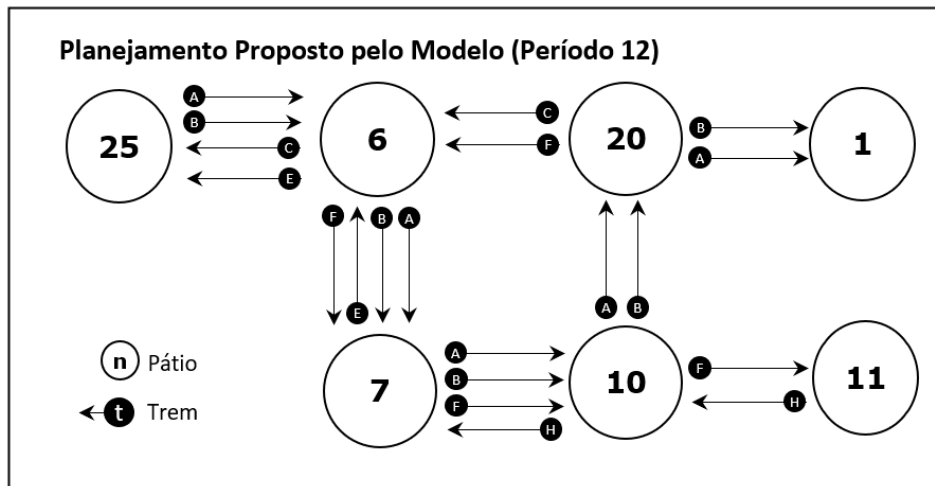 Planejamento Proposto pelo Modelo (Período 12)
25
A
B
C
E
6
C
F
20
B
A
1
F
B
A
E
A
B
7
A
B
F
H
10
F
H
11
n Pátio
t Trem